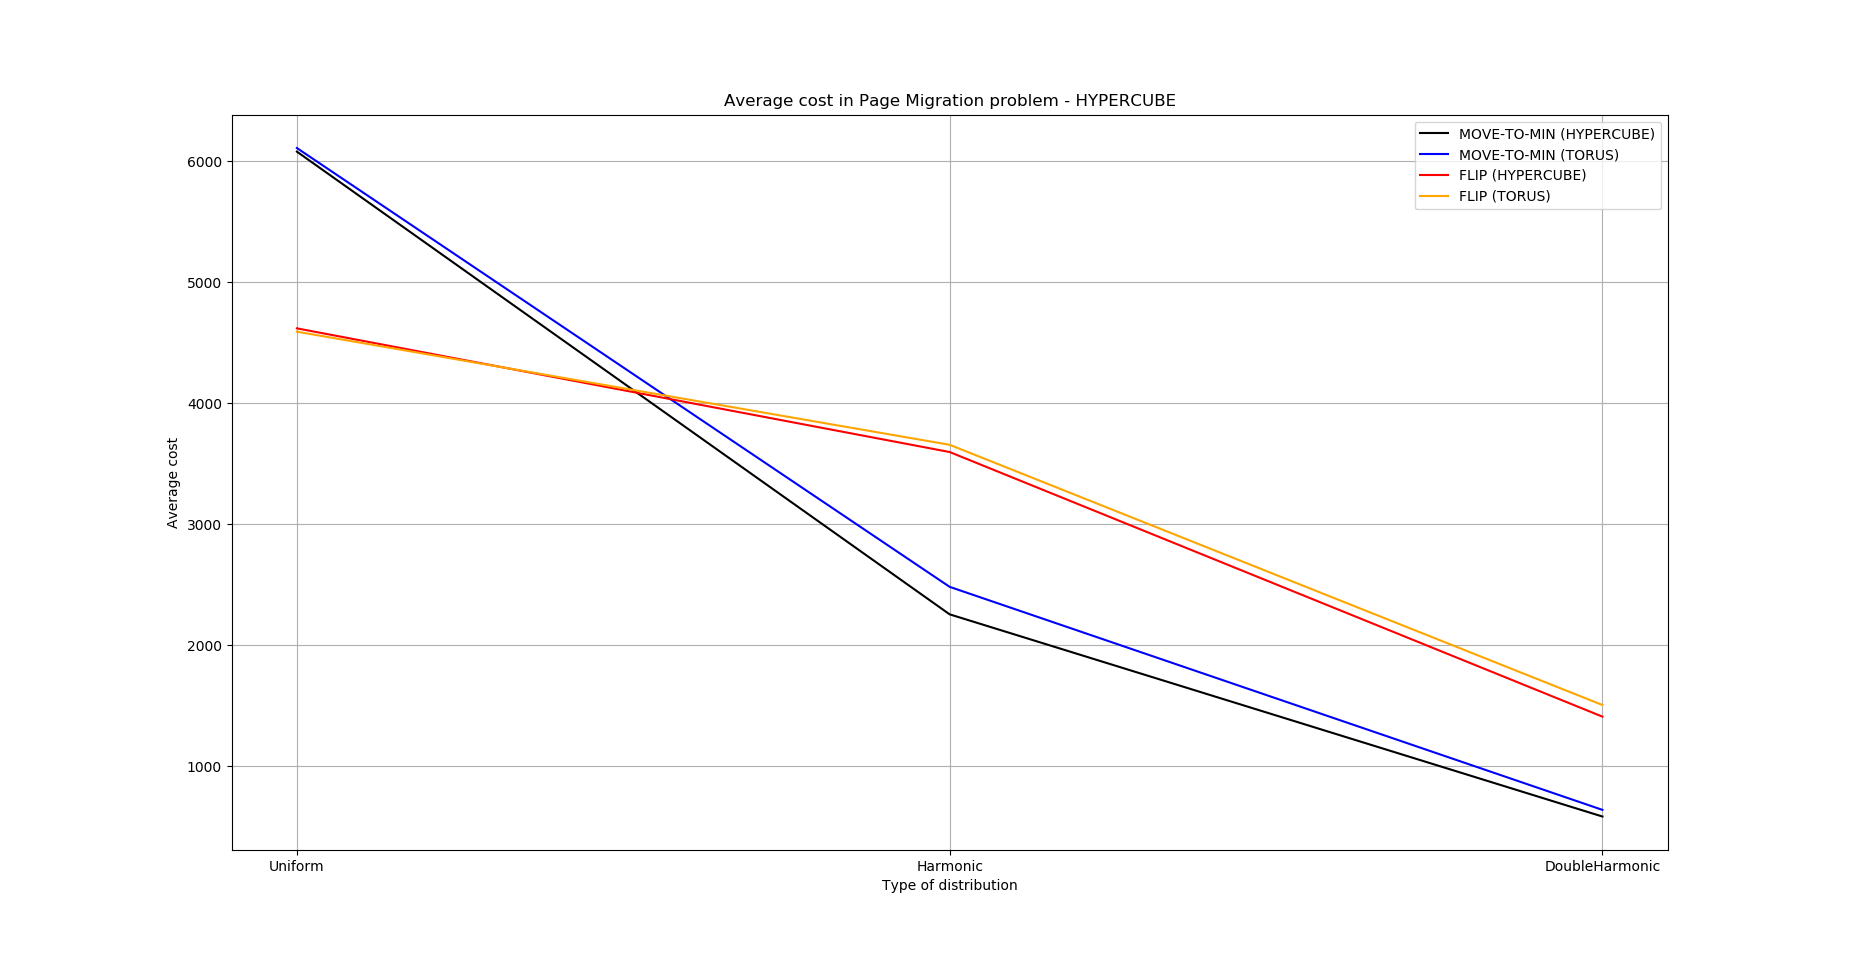 Average cost in Page Migration problem - HYPERCUBE
MOVE-TO-MIN (HYPERCUBE)
MOVE-TO-MIN (TORUS)
FLIP (HYPERCUBE)
FLIP (TORUS)
6000
5000
4000
3000
2000
1000
Average cost
Uniform
Harmonic
DoubleHarmonic
Type of distribution